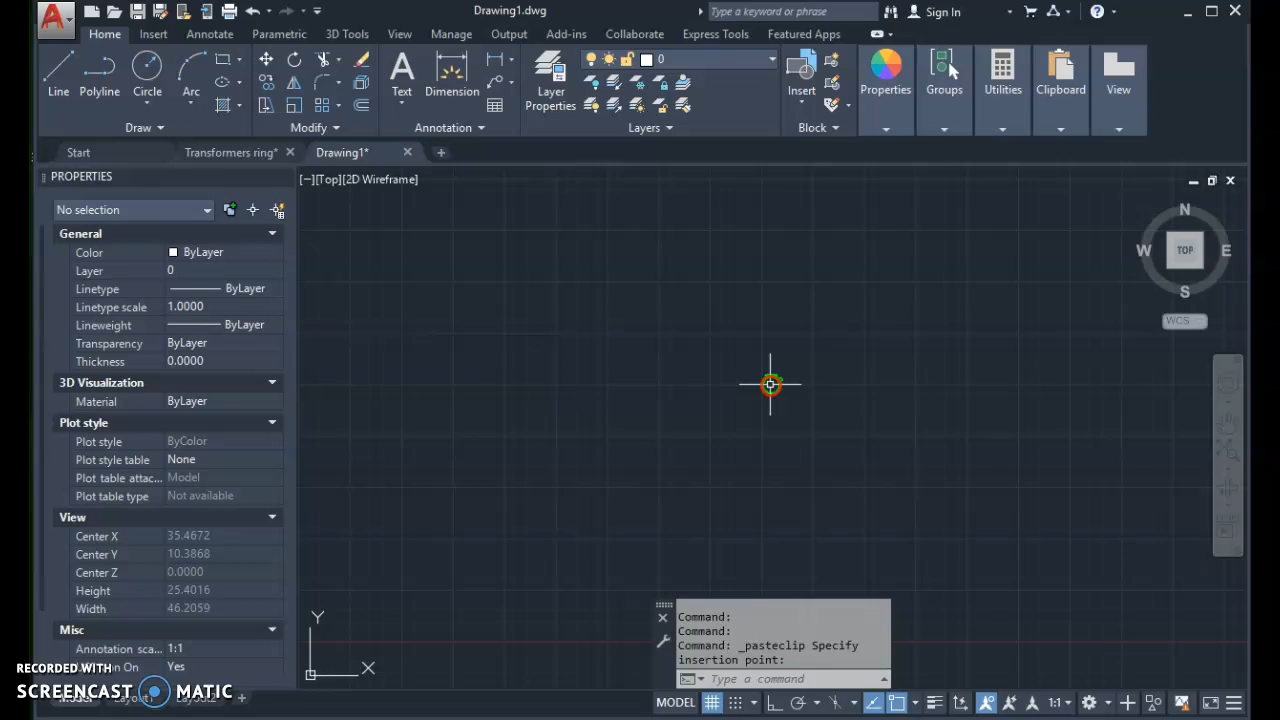 Drawing1.dwg
Type a keyword or phrase
Sign In
Home Insert Annotate Parametric 3D Tools View Manage Output Add-ins Collaborate Express Tools Featured Apps
0
Line Polyline Circle Arc Text Dimension Layer Properties Insert Properties Groups Utilities Clipboard View
Draw Modify Annotation Layers Block
Start Transformers ring* Drawing1*
PROPERTIES
[−][Top][2D Wireframe]
No selection
General
Color ByLayer
Layer 0
Linetype ByLayer
Linetype scale 1.0000
Lineweight ByLayer
Transparency ByLayer
Thickness 0.0000
3D Visualization
Material ByLayer
Plot style
Plot style ByColor
Plot style table None
Plot table attac... Model
Plot table type Not available
View
Center X 35.4672
Center Y 10.3868
Center Z 0.0000
Height 25.4016
Width 46.2059
Misc
Annotation sca... 1:1
On Yes
N
W TOP E
S
WCS
Y
X
Command:
Command:
Command: _pasteclip Specify
insertion point:
Type a command
RECORDED WITH
SCREENCAST MATIC
Model Layout1 Layout2
MODEL 1:1